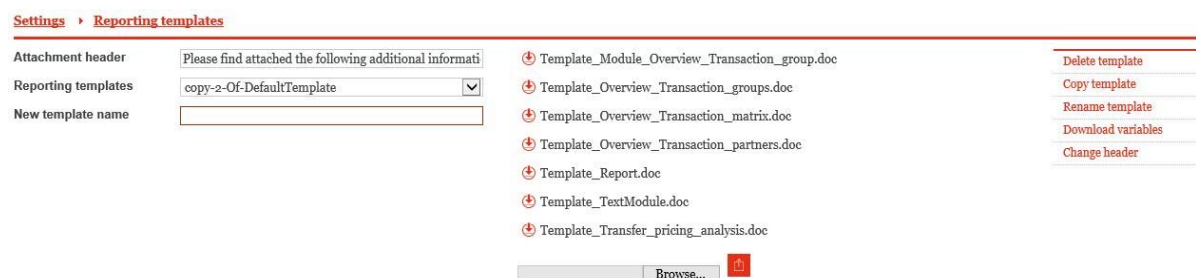 Settings Reporting templates
Attachment header
Please find attached the following additional informati
Reporting templates
copy-2-Of-DefaultTemplate
New template name
Template_Module_Overview_Transaction_group.doc
Template_Overview_Transaction_groups.doc
Template_Overview_Transaction_matrix.doc
Template_Overview_Transaction_partners.doc
Template_Report.doc
Template_TextModule.doc
Template_Transfer_pricing_analysis.doc
Browse...
Delete template
Copy template
Rename template
Download variables
Change header